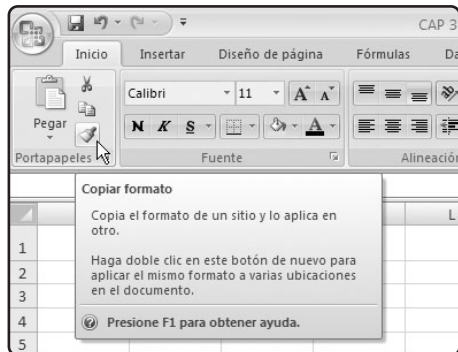 CAP 3
Inicio Insertar Diseño de página Fórmulas Da
Calibri 11 A A
Pegar
N K S A
Portapapeles Fuente Alineación
Copiar formato
Copia el formato de un sitio y lo aplica en
otro.
Haga doble clic en este botón de nuevo para
aplicar el mismo formato a varias ubicaciones
en el documento.
Presione F1 para obtener ayuda.
L
1
2
3
4
5